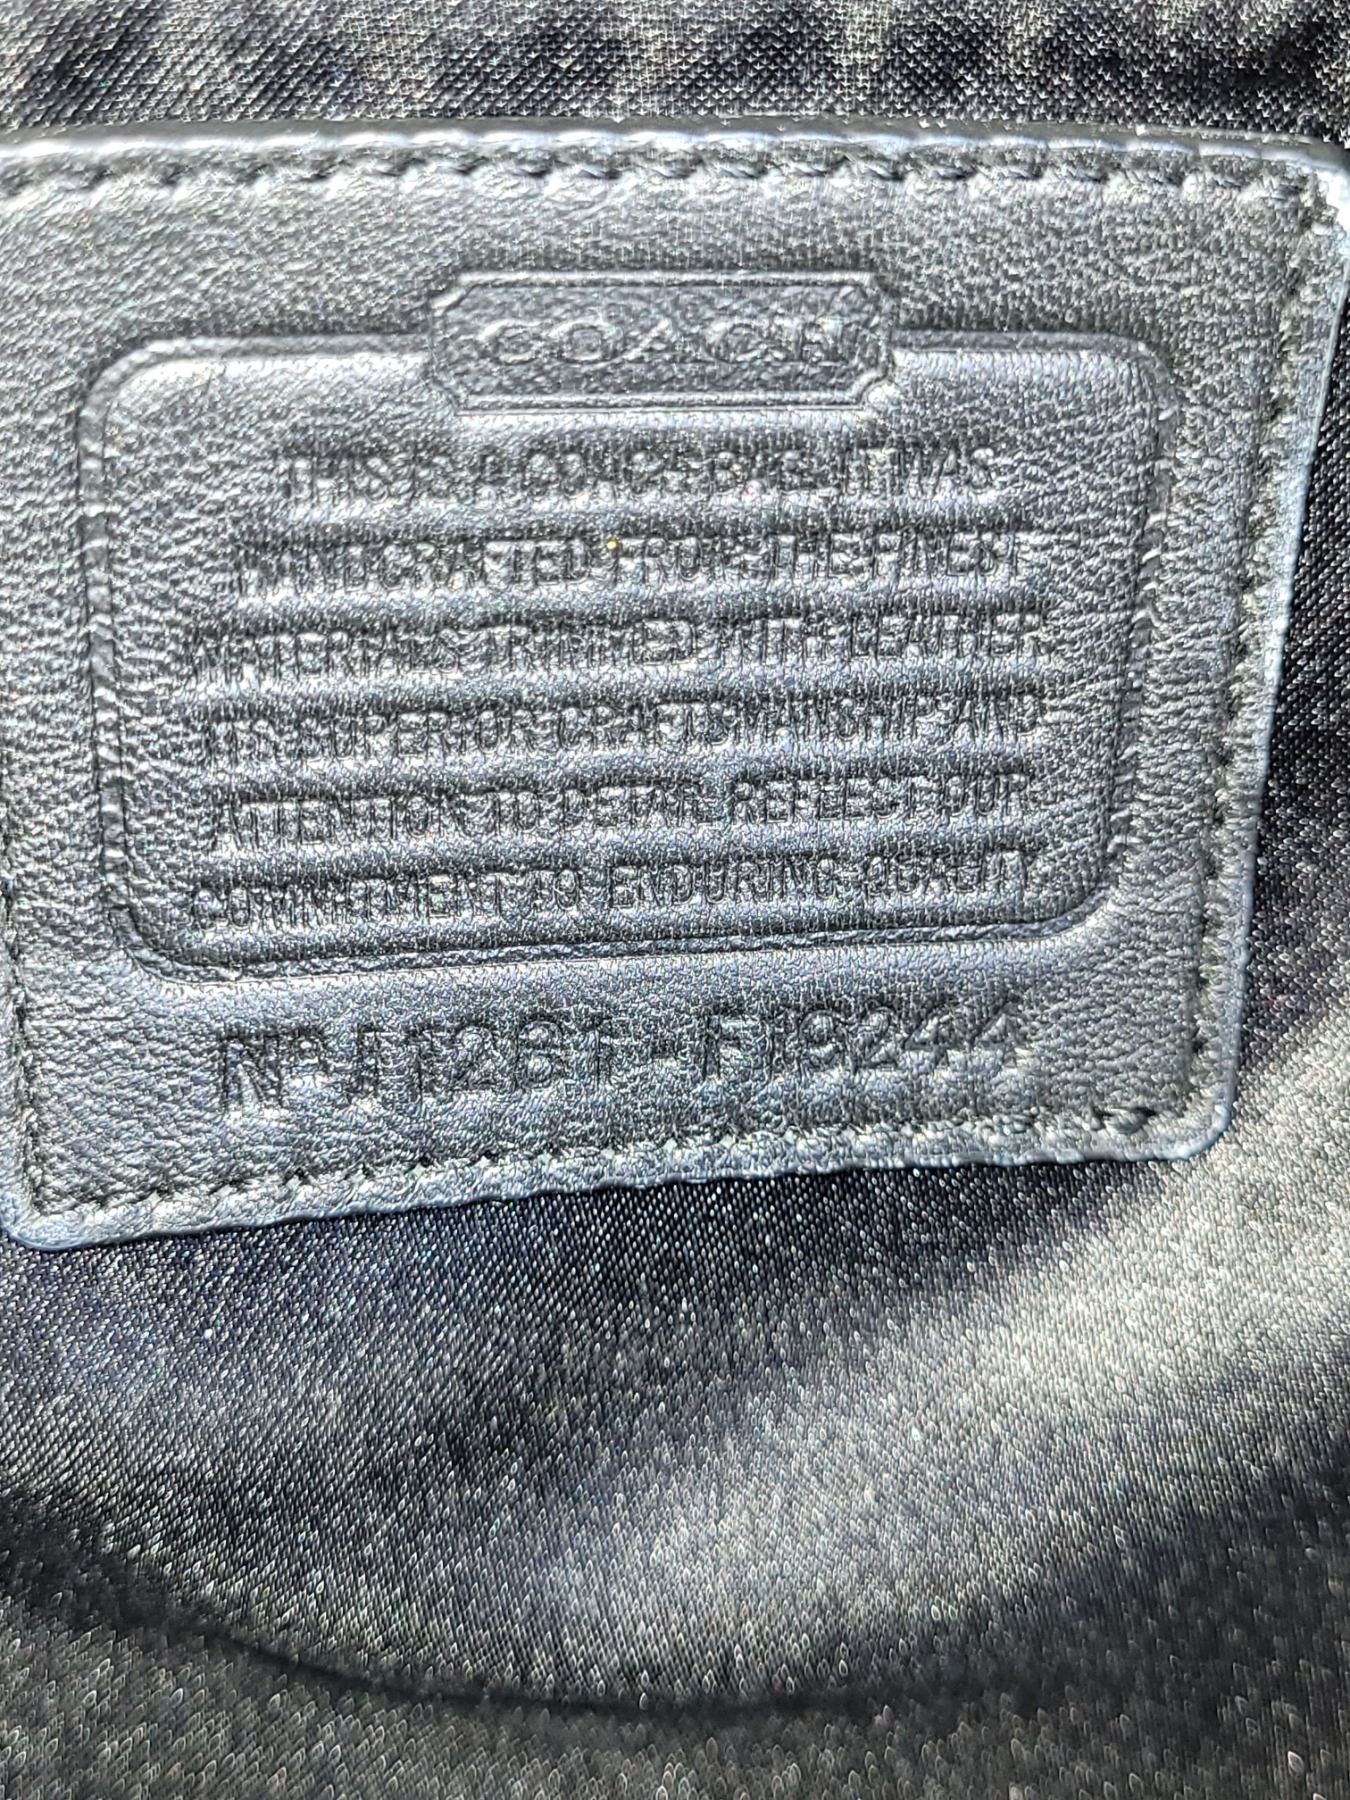 COACH
THIS IS A COACH BAG. IT WAS
HANDCRAFTED FROM THE FINEST
MATERIALS TRIMMED WITH LEATHER.
ITS SUPERIOR CRAFTSMANSHIP AND
ATTENTION TO DETAIL REFLECT OUR
COMMITMENT TO ENDURING QUALITY.
Nº J1261-F19244